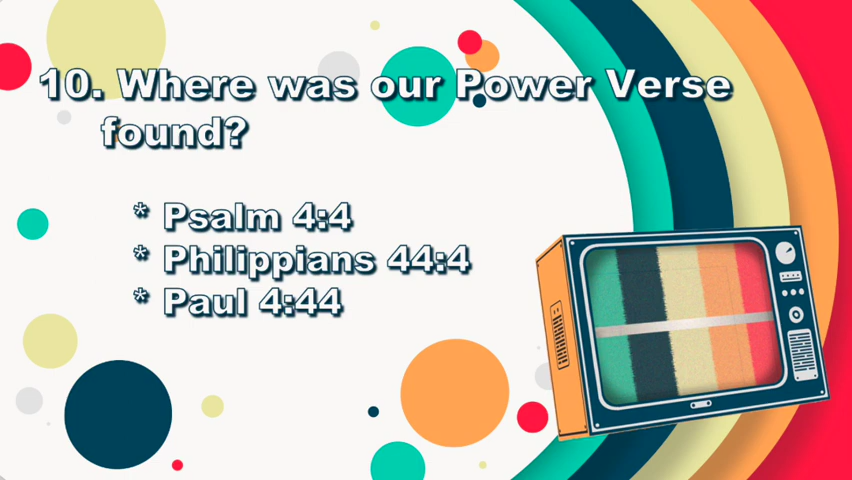 10. Where was our Power Verse
found?
* Psalm 4:4
* Philippians 44:4
* Paul 4:44